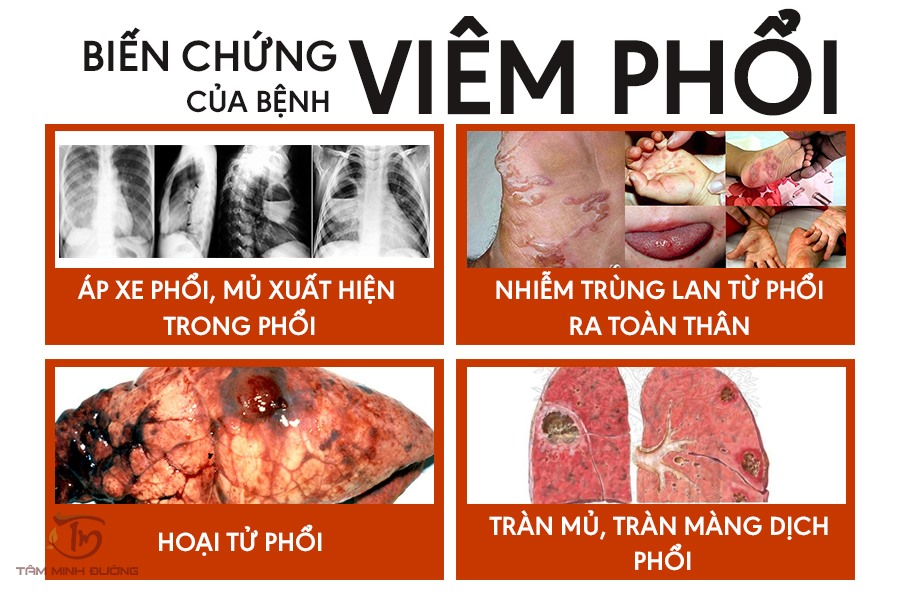 BIẾN CHỨNG
CỦA BỆNH
VIÊM PHỔI
ÁP XE PHỔI, MỦ XUẤT HIỆN
TRONG PHỔI
NHIỄM TRÙNG LAN TỪ PHỔI
RA TOÀN THÂN
HOẠI TỬ PHỔI
TRÀN MỦ, TRÀN MÀNG DỊCH
PHỔI
TÂM MINH ĐƯỜNG